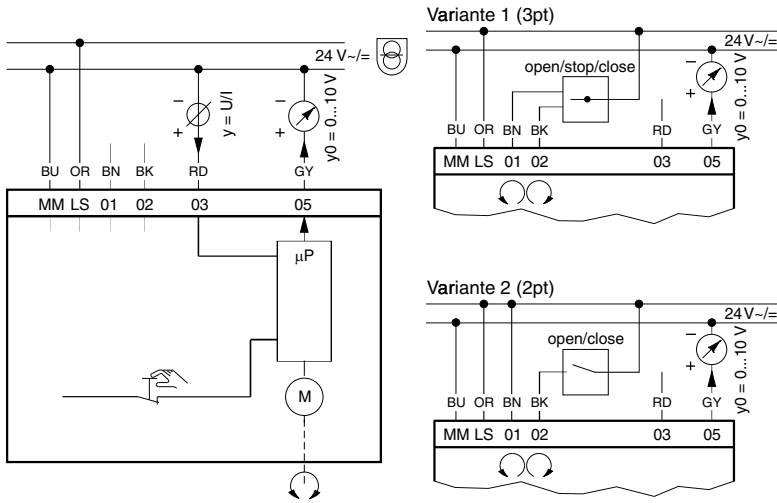 24 V~/=
y = U/I
y0 = 0...10 V
BU OR BN BK RD GY
MM LS 01 02 03 05
µP
M
Variante 1 (3pt)
24 V~/=
open/stop/close
y0 = 0...10 V
BU OR BN BK RD GY
MM LS 01 02 03 05
Variante 2 (2pt)
24 V~/=
open/close
y0 = 0...10 V
BU OR BN BK RD GY
MM LS 01 02 03 05